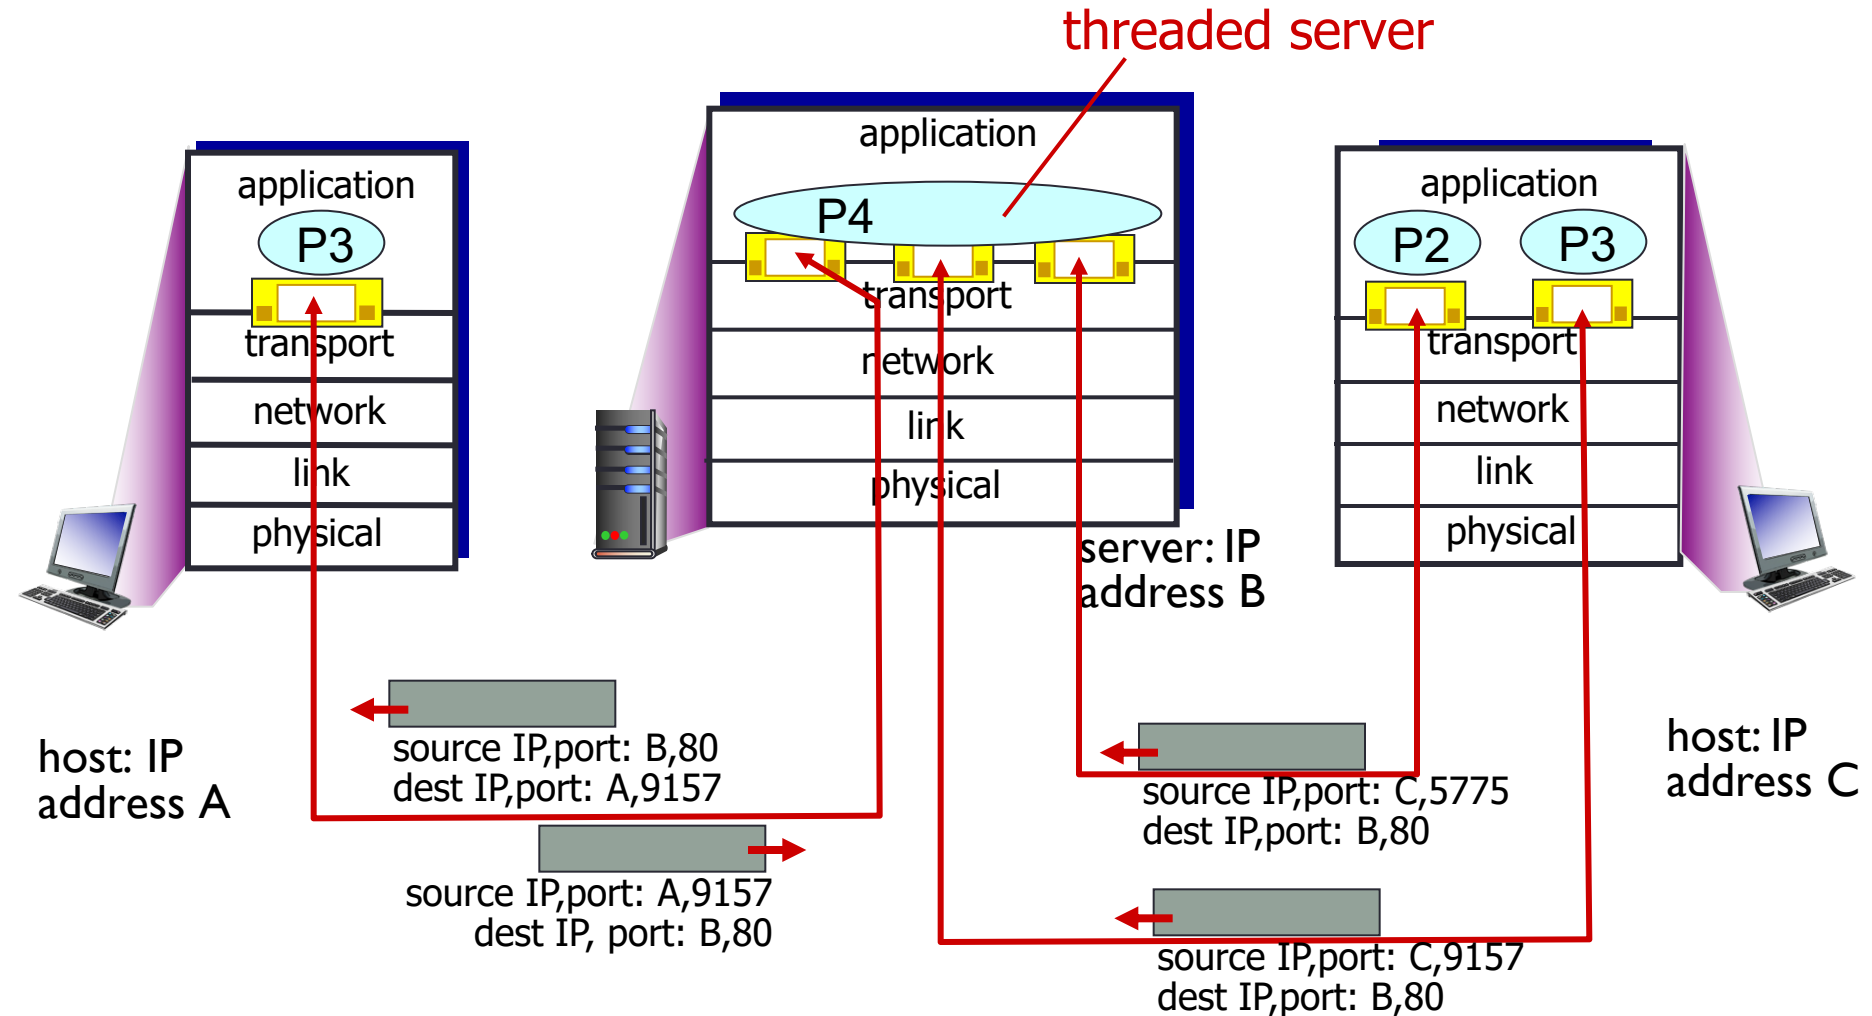 threaded server
application
P3
transport
network
link
physical
host: IP
address A
application
P4
transport
network
link
physical
server: IP
address B
application
P2
P3
transport
network
link
physical
host: IP
address C
source IP,port: B,80
dest IP,port: A,9157
source IP,port: A,9157
dest IP, port: B,80
source IP,port: C,5775
dest IP,port: B,80
source IP,port: C,9157
dest IP,port: B,80